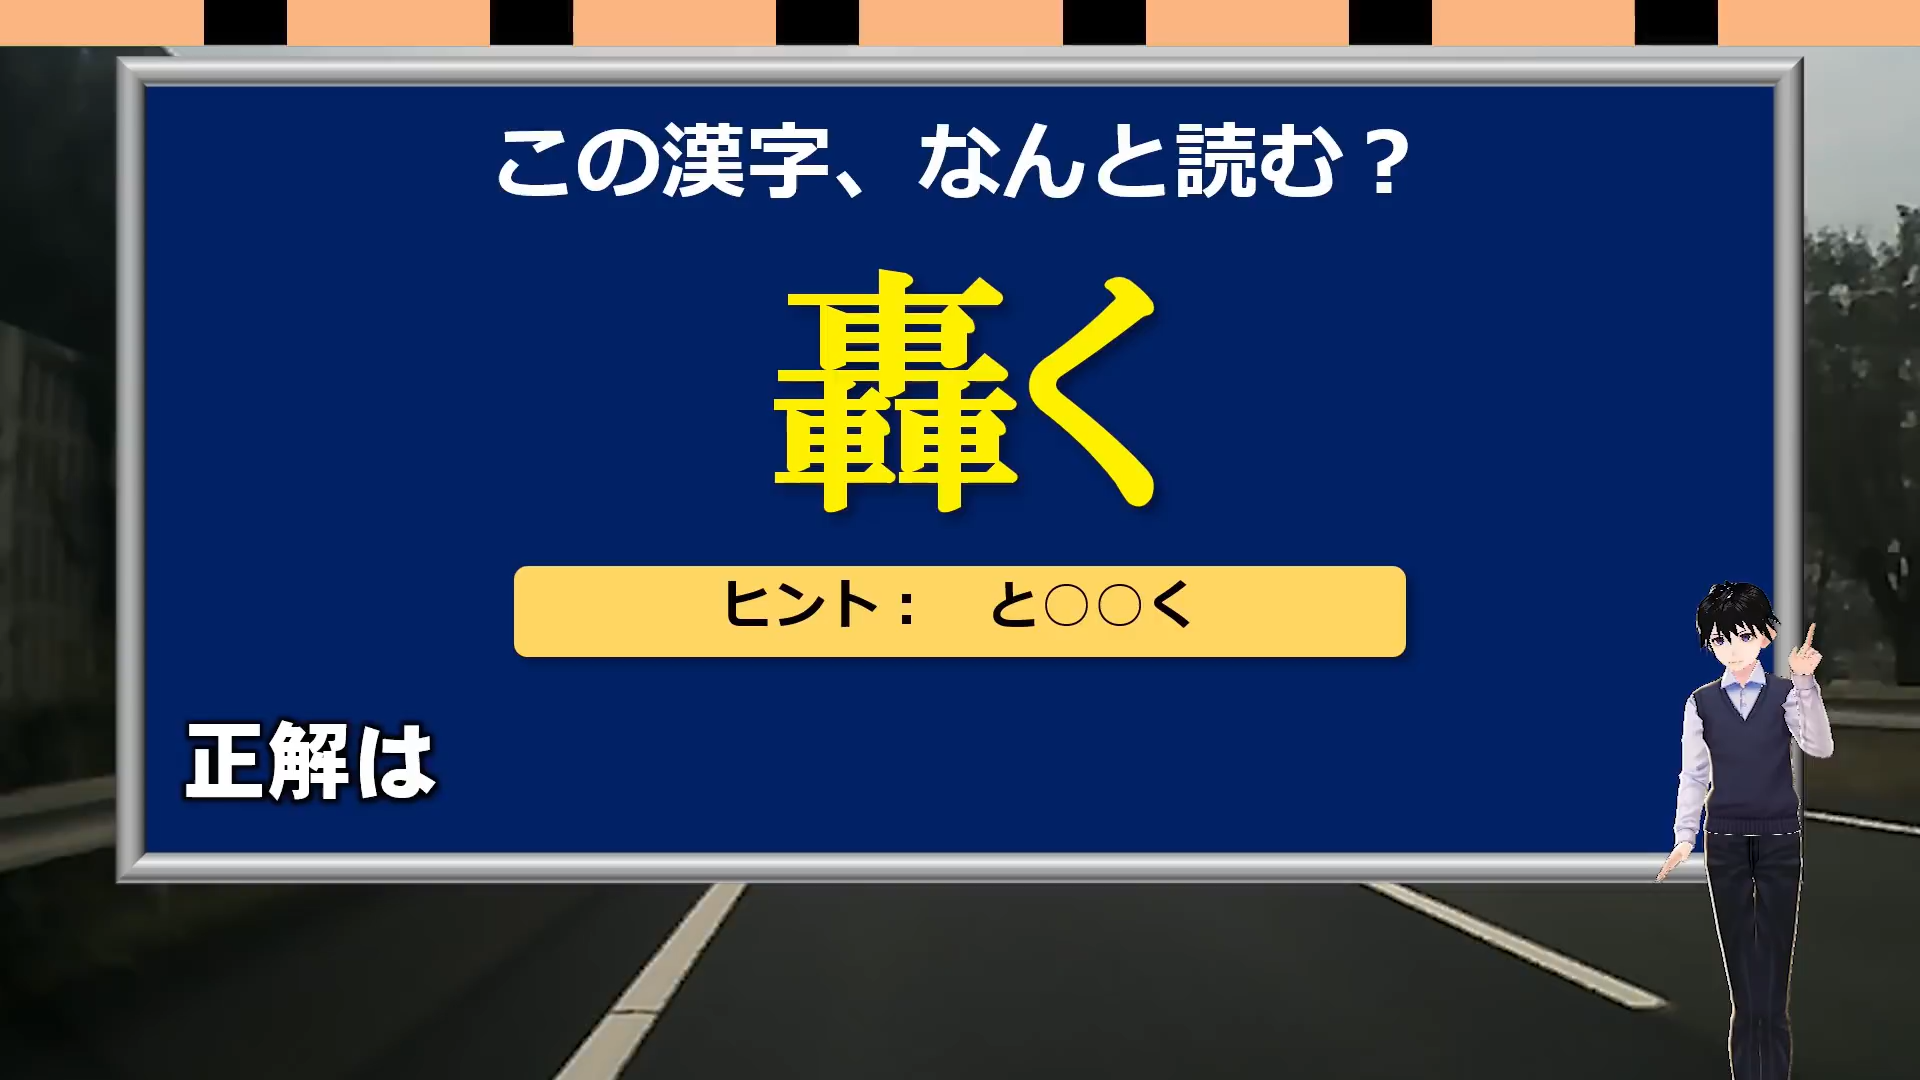 この漢字、なんと読む？
轟く
ヒント：　と○○く
正解は